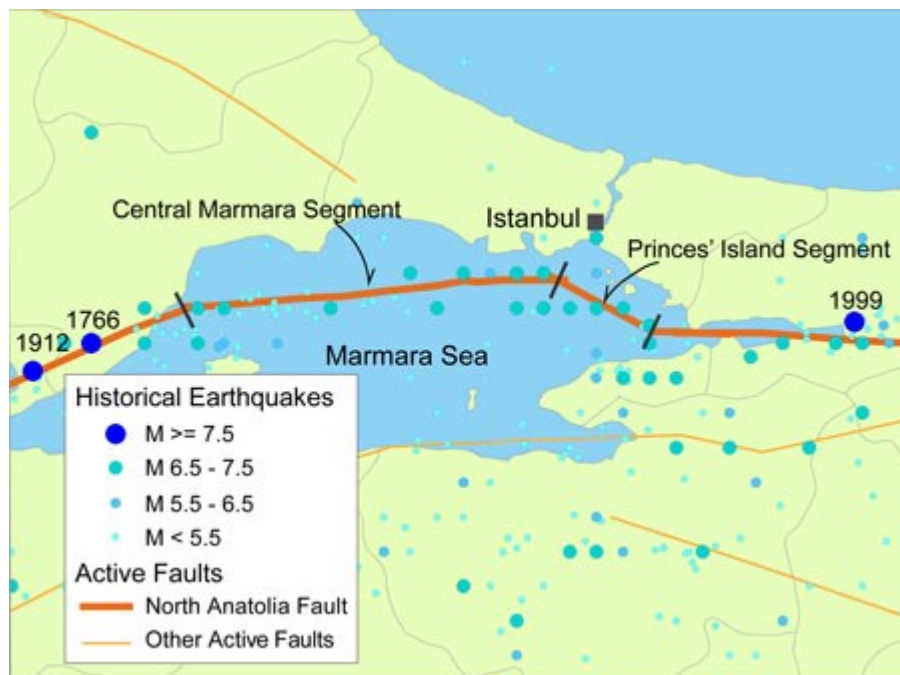 Central Marmara Segment
Istanbul
Princes' Island Segment
1999
1766
1912
Marmara Sea
Historical Earthquakes
M >= 7.5
M 6.5 - 7.5
M 5.5 - 6.5
M < 5.5
Active Faults
North Anatolia Fault
Other Active Faults